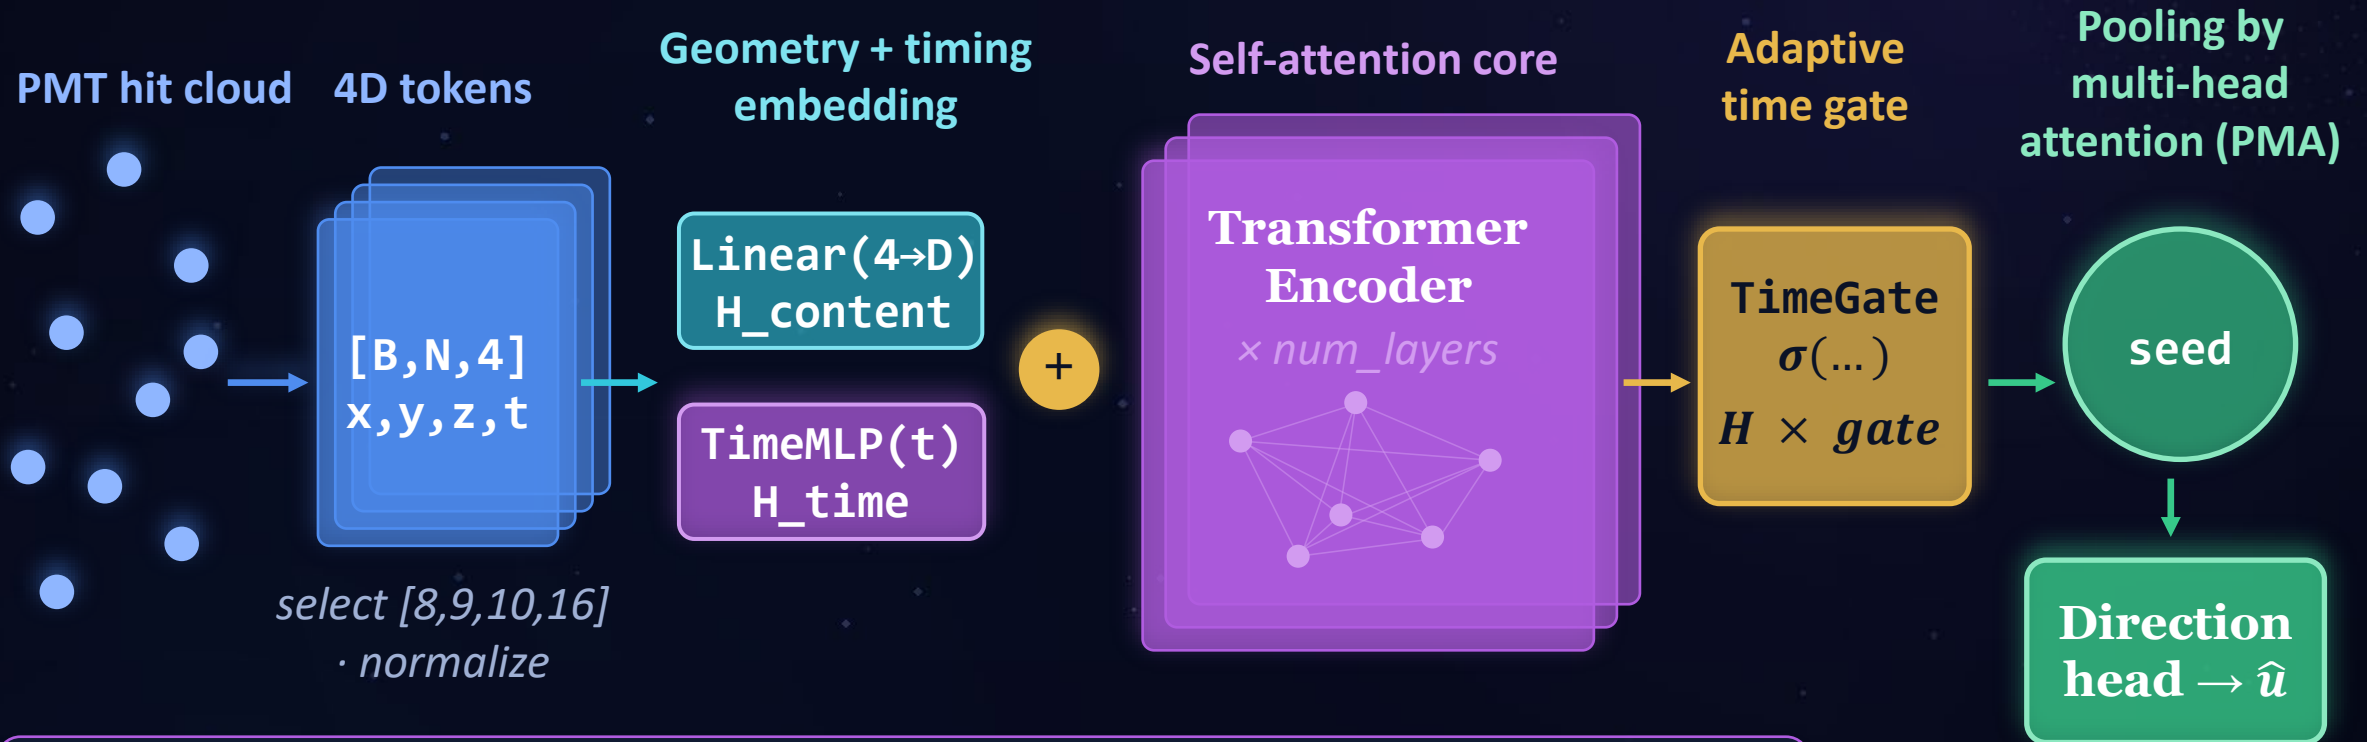 PMT hit cloud
4D tokens
[B,N,4]
x,y,z,t
select [8,9,10,16]
· normalize
Geometry + timing
embedding
Linear(4→D)
H_content
TimeMLP(t)
H_time
+
Self-attention core
Transformer
Encoder
× num_layers
Adaptive
time gate
TimeGate
σ(...)
H × gate
Pooling by
multi-head
attention (PMA)
seed
Direction
head → û